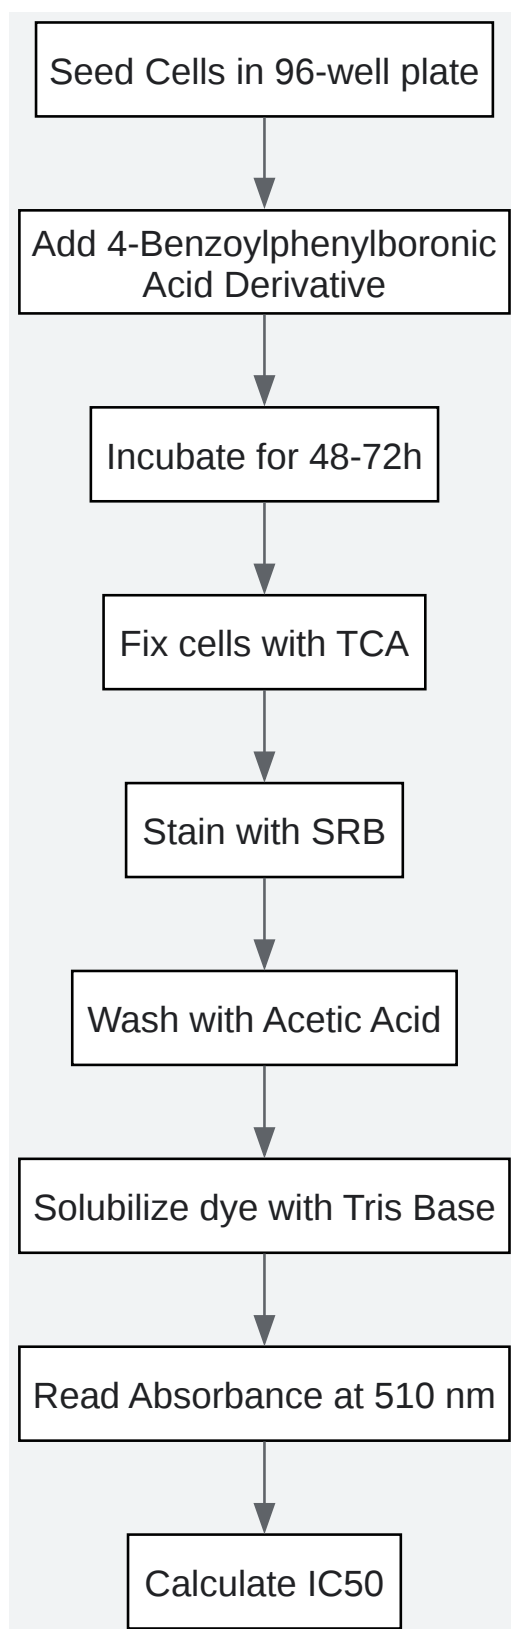 Seed Cells in 96-well plate
Add 4-Benzoylphenylboronic
Acid Derivative
Incubate for 48-72h
Fix cells with TCA
Stain with SRB
Wash with Acetic Acid
Solubilize dye with Tris Base
Read Absorbance at 510 nm
Calculate IC50